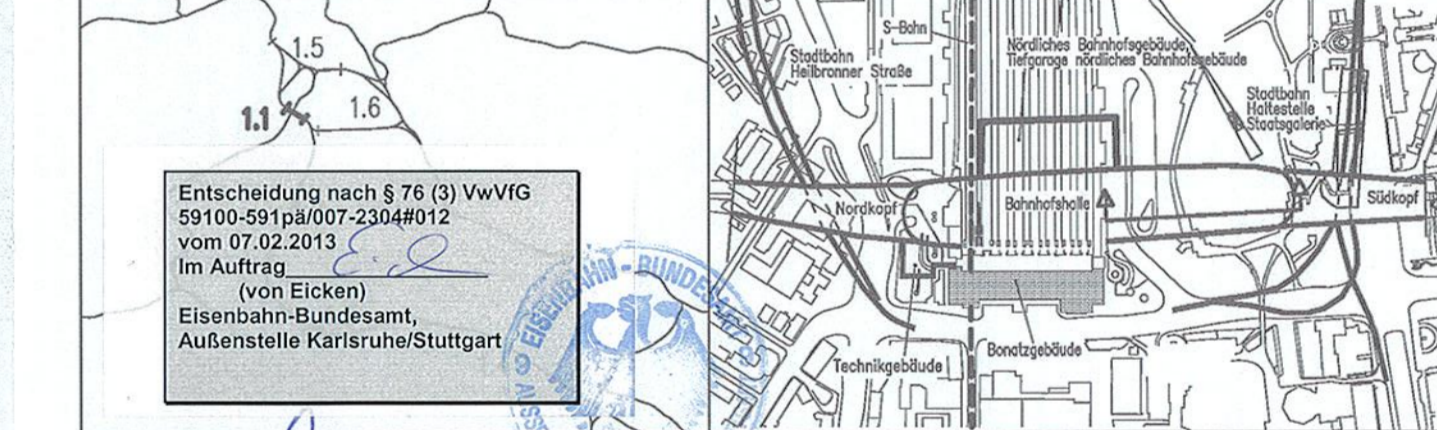 1.5
1.6
1.1
Entscheidung nach § 76 (3) VwVfG
59100-591pä/007-2304#012
vom 07.02.2013
Im Auftrag
(von Eicken)
Eisenbahn-Bundesamt,
Außenstelle Karlsruhe/Stuttgart
EISENBAHN - BUNDESAMT
S-Bahn
Stadtbahn
Heilbronner Straße
Nördliches Bahnhofsgebäude,
Tiefgarage nördliches Bahnhofsgebäude
Stadtbahn
Haltestelle
Staatsgalerie
Nordkopf
Bahnhofshalle
Südkopf
Technikgebäude
Bonatzgebäude